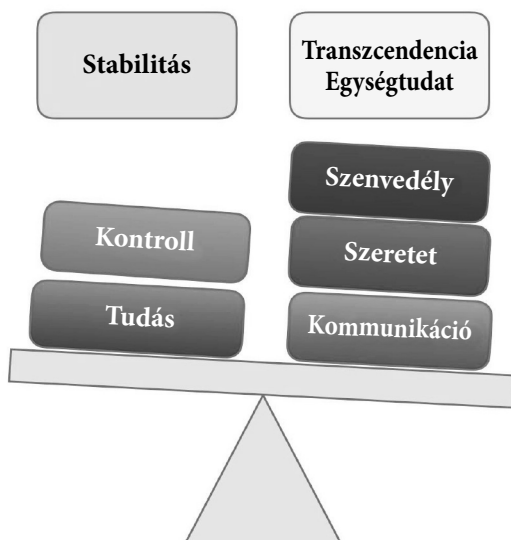 Stabilitás
Transzcendencia
Egységtudat
Szenvedély
Kontroll
Szeretet
Tudás
Kommunikáció